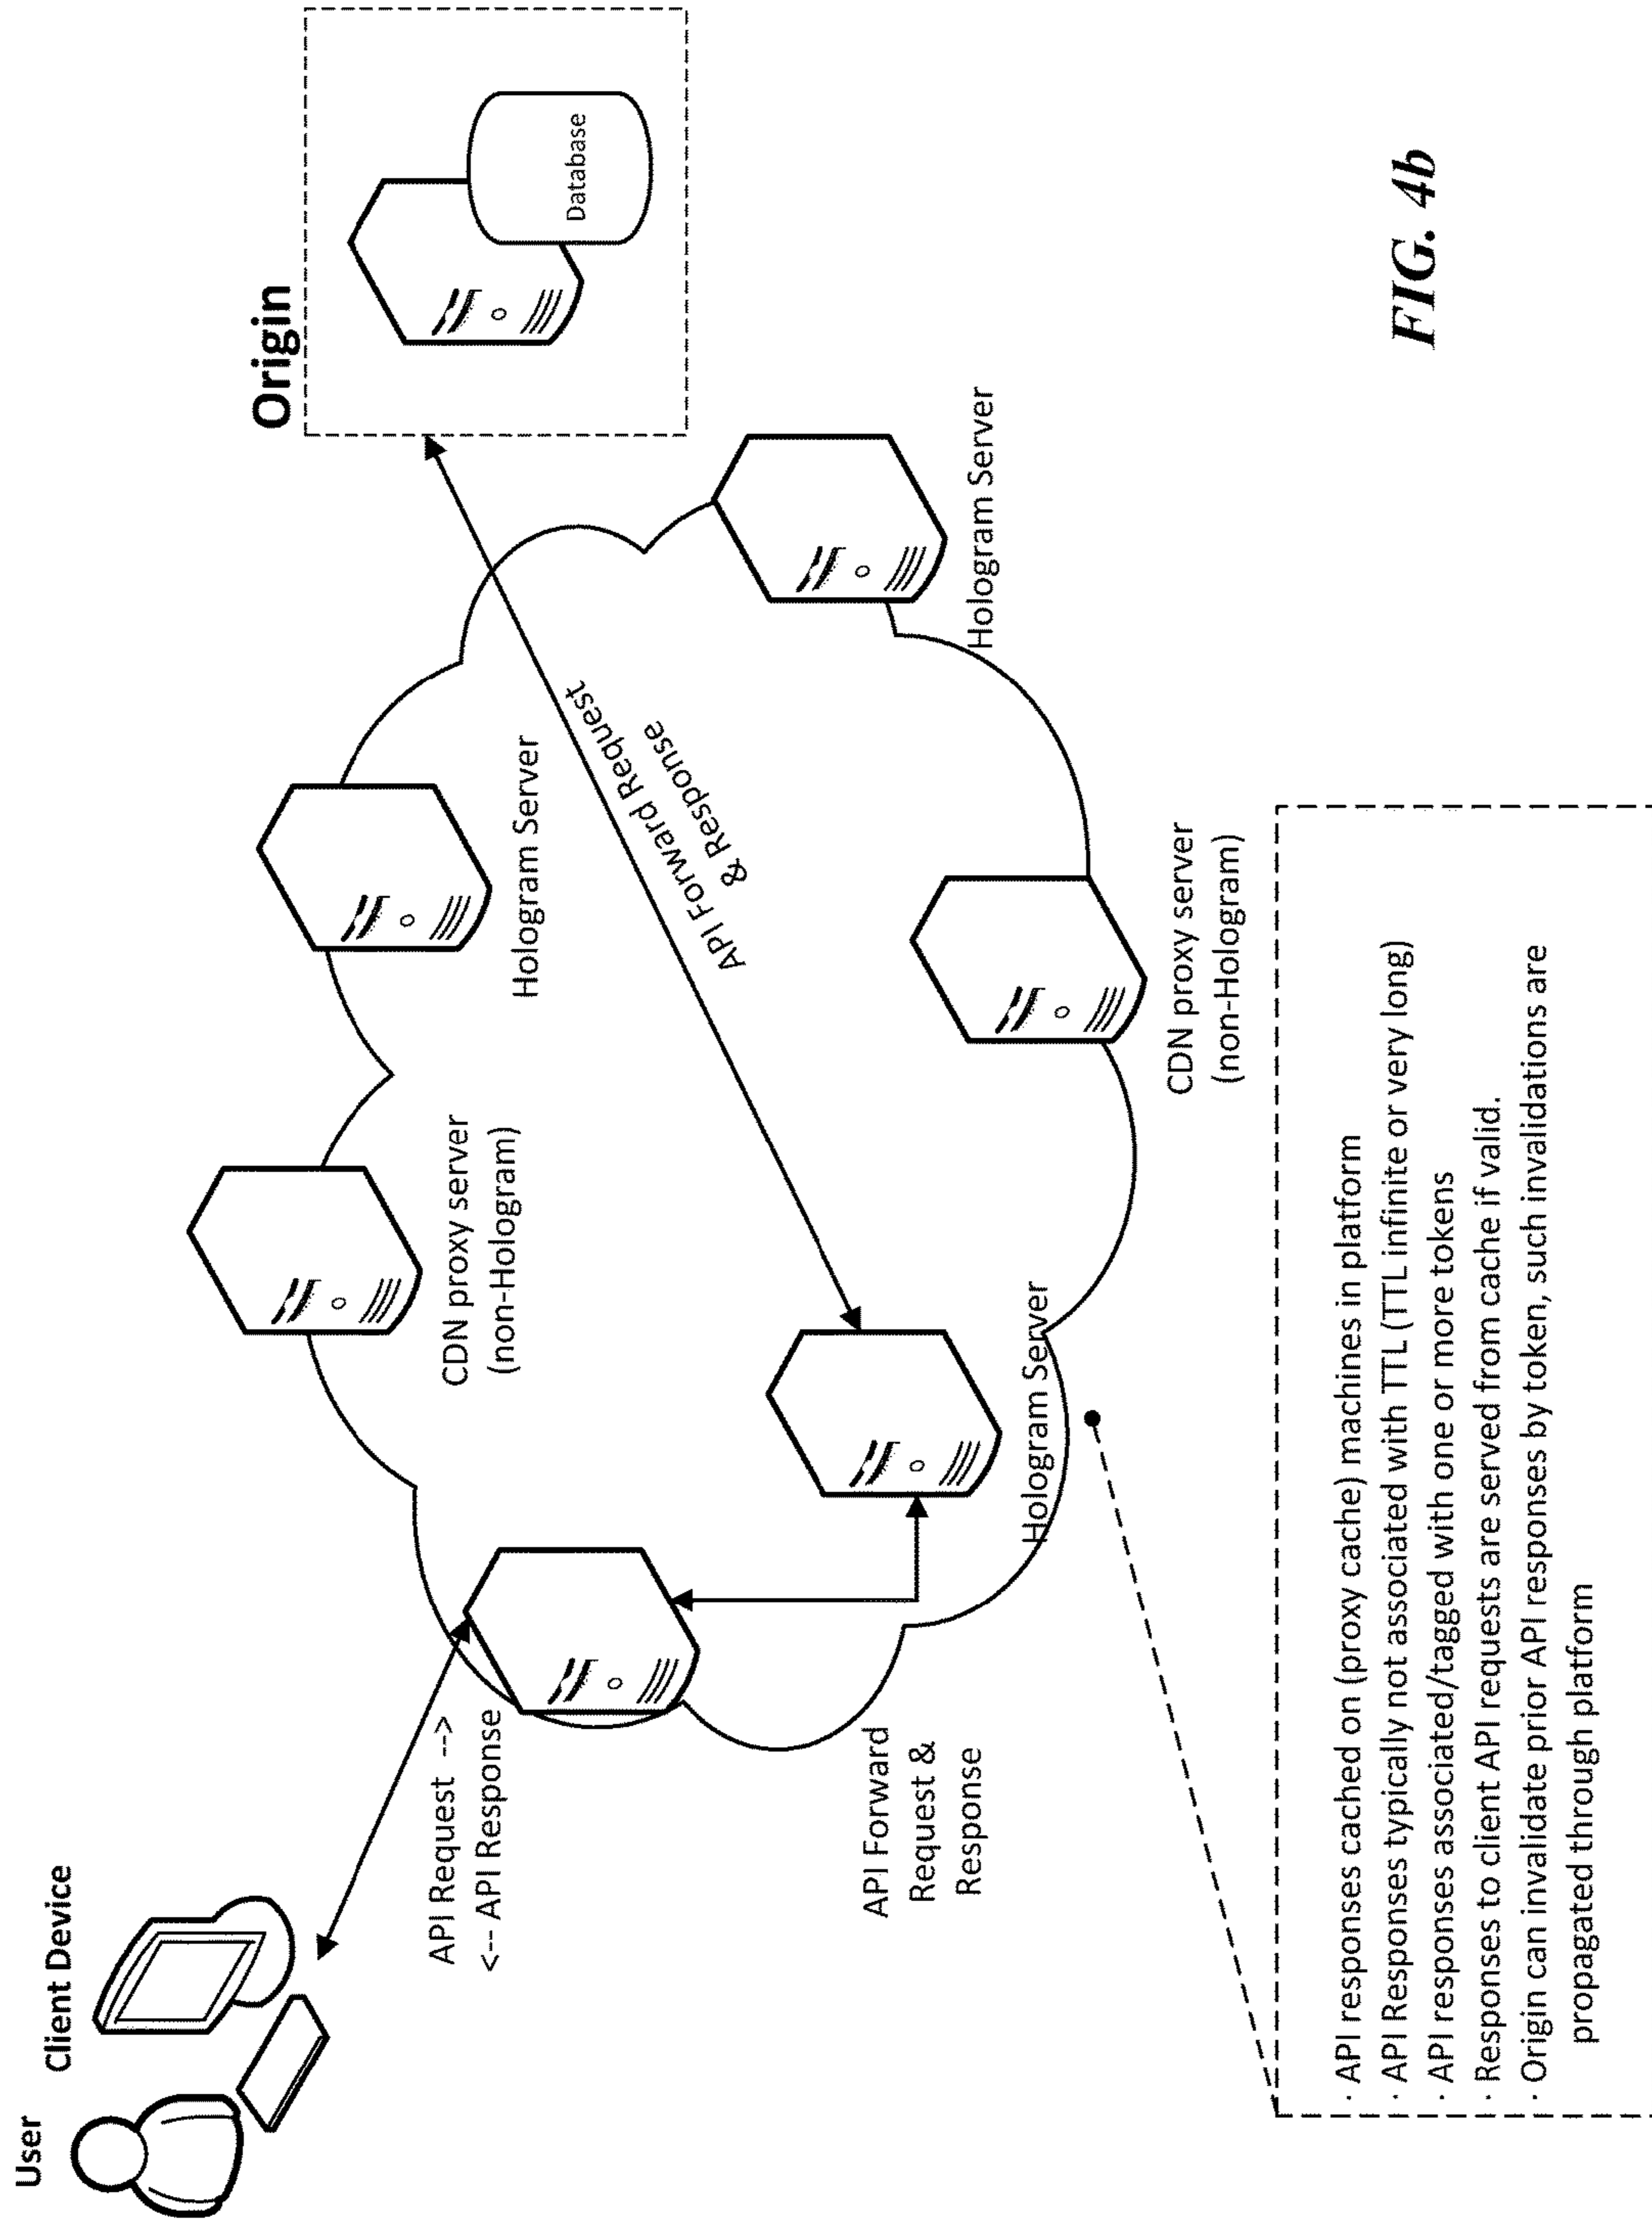 User
Client Device
API Request -->
<-- API Response
API Forward
Request &
Response
CDN proxy server
(non-Hologram)
Hologram Server
Origin
Database
API Forward Request
& Response
Hologram Server
Hologram Server
CDN proxy server
(non-Hologram)
· API responses cached on (proxy cache) machines in platform
· API Responses typically not associated with TTL (TTL infinite or very long)
· API responses associated/tagged with one or more tokens
· Responses to client API requests are served from cache if valid.
· Origin can invalidate prior API responses by token, such invalidations are
propagated through platform
FIG. 4b